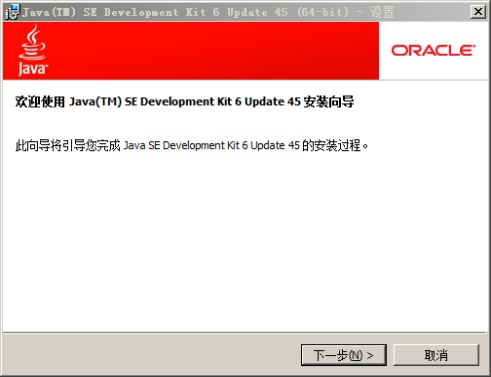 Java(TM) SE Development Kit 6 Update 45 (64-bit) - 设置
Java
ORACLE
欢迎使用 Java(TM) SE Development Kit 6 Update 45 安装向导
此向导将引导您完成 Java SE Development Kit 6 Update 45 的安装过程。
下一步(N) >
取消